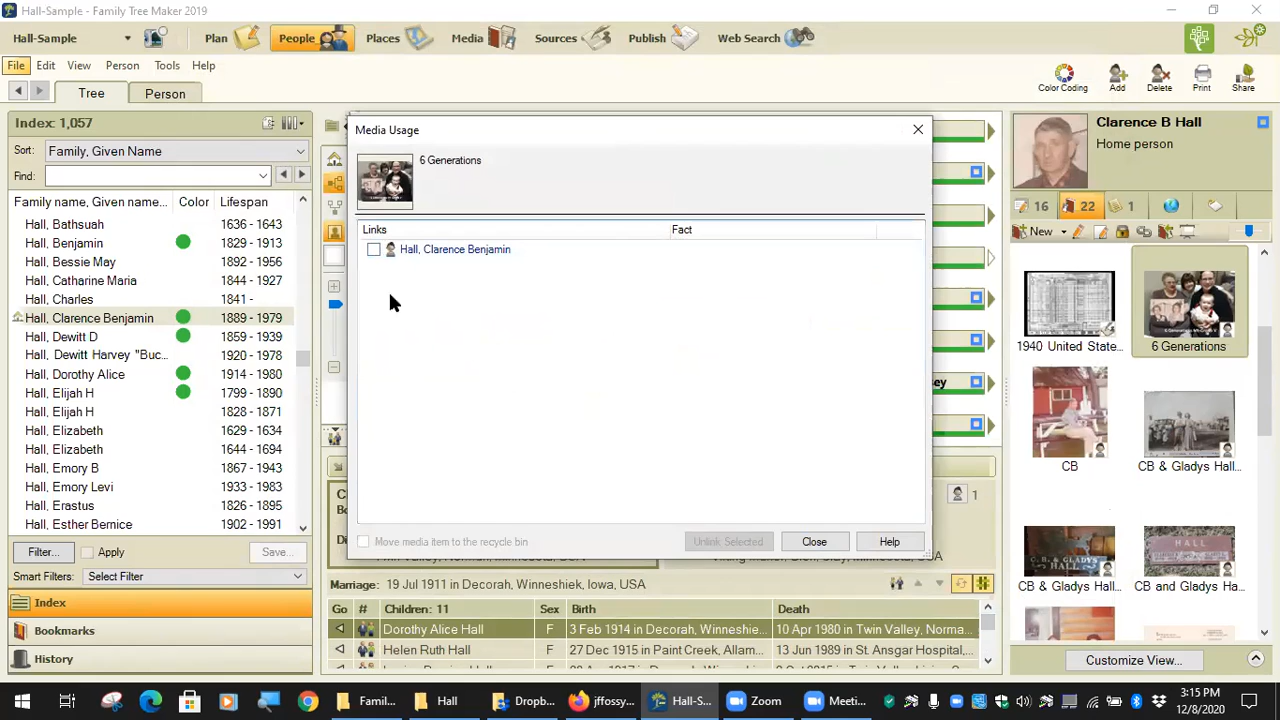 Hall-Sample - Family Tree Maker 2019
Hall-Sample
Plan
People
Places
Media
Sources
Publish
Web Search
File Edit View Person Tools Help
Color Coding
Add
Delete
Print
Share
Tree
Person
Index: 1,057
Sort: Family, Given Name
Find:
Family name, Given name... Color Lifespan
Hall, Bathsuah 1636 - 1643
Hall, Benjamin 1829 - 1913
Hall, Bessie May 1892 - 1956
Hall, Catharine Maria 1824 - 1845
Hall, Charles 1841 -
Hall, Clarence Benjamin 1889 - 1979
Hall, Dewitt D 1859 - 1939
Hall, Dewitt Harvey "Buc... 1920 - 1978
Hall, Dorothy Alice 1914 - 1980
Hall, Elijah H 1799 - 1890
Hall, Elijah H 1828 - 1871
Hall, Elizabeth
Hall, Elizabeth 1644 - 1694
Hall, Emory B 1867 - 1943
Hall, Emory Levi 1933 - 1983
Hall, Erastus 1826 - 1895
Hall, Esther Bernice 1902 - 1991
Filter... Apply Save...
Smart Filters: Select Filter
Index
Bookmarks
History
Media Usage
6 Generations
Links Fact
Hall, Clarence Benjamin
Move media item to the recycle bin
Unlink Selected Close Help
1
Marriage: 19 Jul 1911 in Decorah, Winneshiek, Iowa, USA
Go # Children: 11 Sex Birth Death
Dorothy Alice Hall F 3 Feb 1914 in Decorah, Winneshie... 10 Apr 1980 in Twin Valley, Norma...
Helen Ruth Hall F 27 Dec 1915 in Paint Creek, Allam... 13 Jun 1989 in St. Ansgar Hospital,...
Clarence B Hall
Home person
16 22 1
New
1940 United State...
6 Generations
CB
CB & Gladys Hall...
CB & Gladys Hall...
CB and Gladys Ha...
Customize View...
Famil...
Hall
Dropb...
jffossy...
Hall-S...
Zoom
Meeti...
3:15 PM
12/8/2020